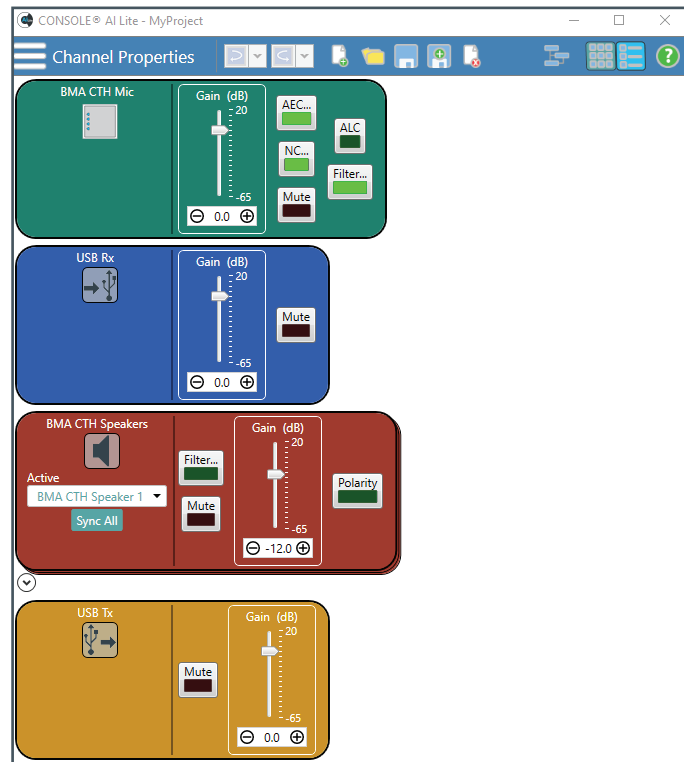 CONSOLE® AI Lite - MyProject
Channel Properties
?
BMA CTH Mic
Gain (dB)
20
-65
0.0
AEC...
NC...
Mute
ALC
Filter...
USB Rx
Gain (dB)
20
-65
0.0
Mute
BMA CTH Speakers
Active
BMA CTH Speaker 1
Sync All
Filter...
Mute
Gain (dB)
20
-65
-12.0
Polarity
USB Tx
Mute
Gain (dB)
20
-65
0.0